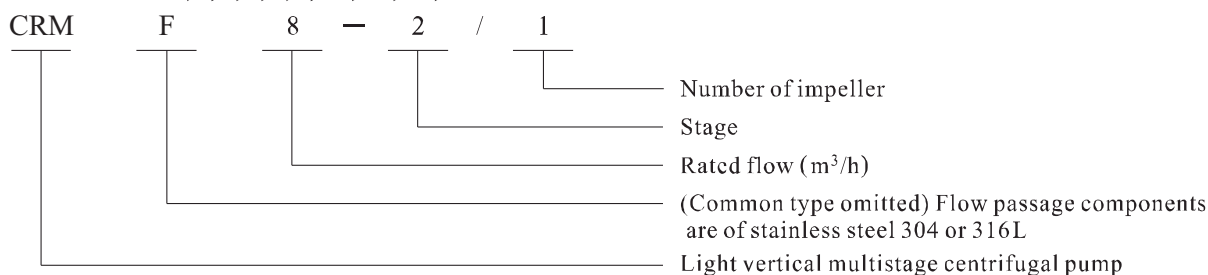 CRM F 8 － 2 / 1
Number of impeller
Stage
Rated flow (m³/h)
(Common type omitted) Flow passage components
are of stainless steel 304 or 316L
Light vertical multistage centrifugal pump